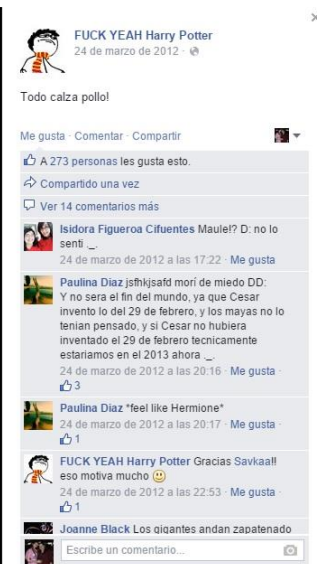 FUCK YEAH Harry Potter
24 de marzo de 2012 ·
Todo calza pollo!
Me gusta · Comentar · Compartir
A 273 personas les gusta esto.
Compartido una vez
Ver 14 comentarios más
Isidora Figueroa Cifuentes Maule!? D: no lo
senti ._.
24 de marzo de 2012 a las 17:22 · Me gusta
Paulina Diaz jsfhkjsafd morí de miedo DD:
Y no sera el fin del mundo, ya que Cesar
invento lo del 29 de febrero, y los mayas no lo
tenian pensado, y si Cesar no hubiera
inventado el 29 de febrero tecnicamente
estariamos en el 2013 ahora ._.
24 de marzo de 2012 a las 20:16 · Me gusta ·
3
Paulina Diaz *feel like Hermione*
24 de marzo de 2012 a las 20:17 · Me gusta ·
1
FUCK YEAH Harry Potter Gracias Savkaa!!
eso motiva mucho
24 de marzo de 2012 a las 22:53 · Me gusta ·
1
Joanne Black Los gigantes andan zapatenado
Escribe un comentario...